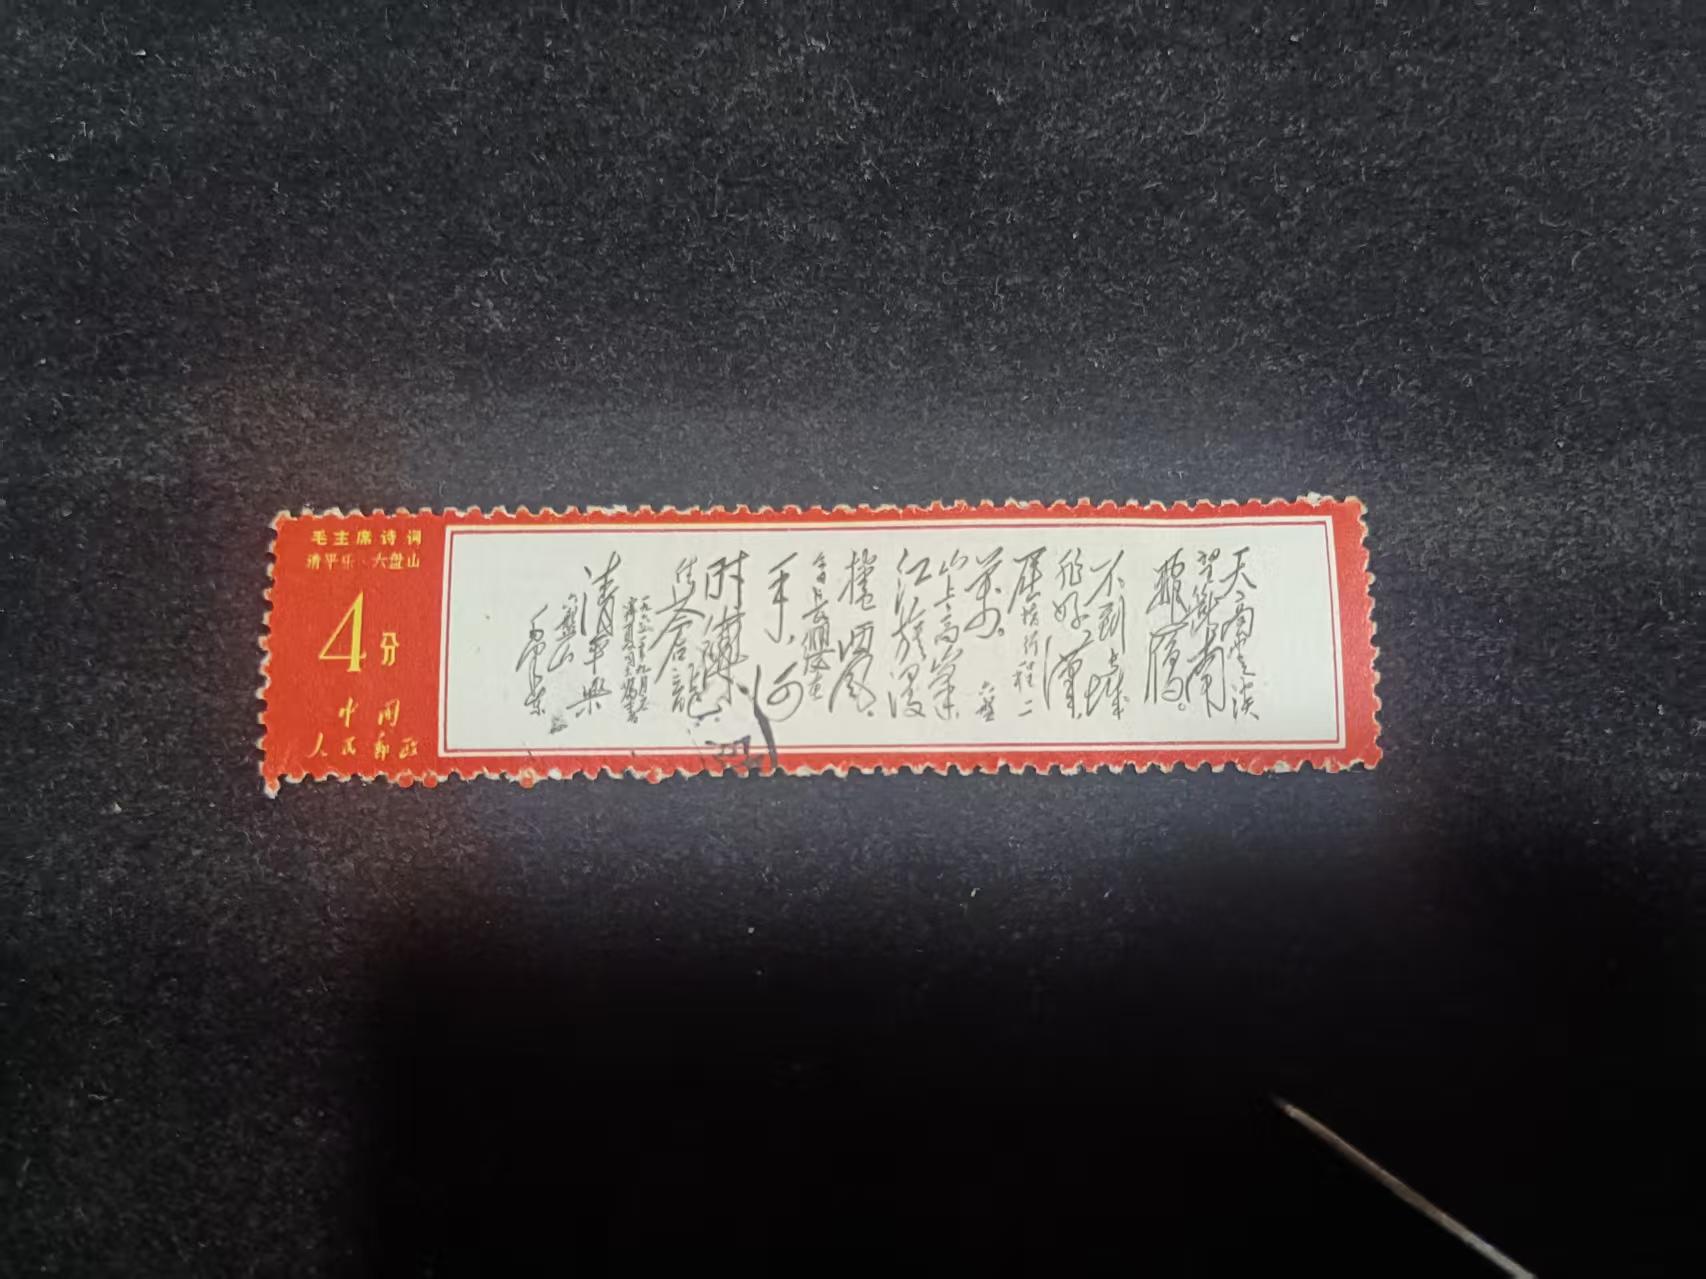 毛主席诗词
清平乐·六盘山
4分
中国
人民邮政
天高云淡
望断南
飞雁。
不到长城
非好汉
屈指行程二
万。
六盘
山上高峰
红旗漫
卷西风。
今日长缨在
手，何
时缚住
苍龙
清平乐
六盘山
毛泽东